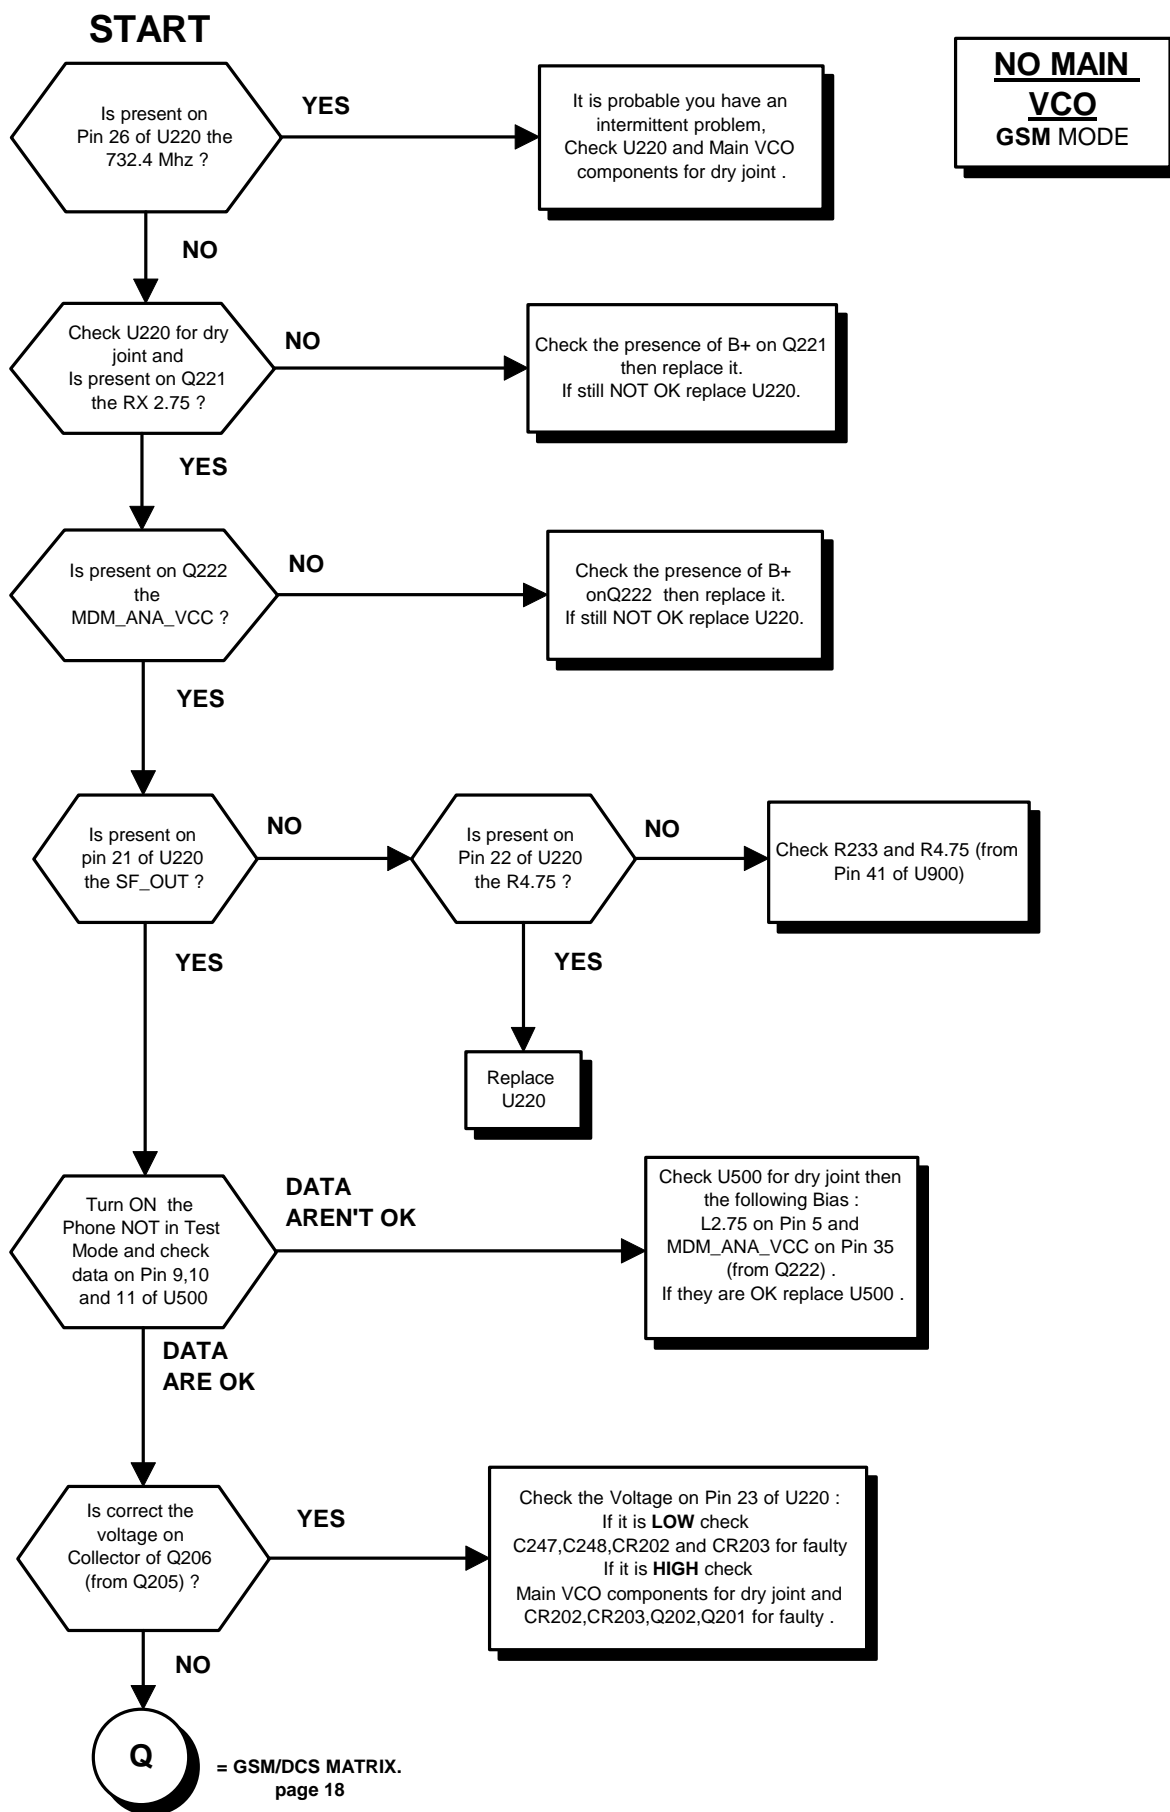 START
NO MAIN
VCO
GSM MODE
Is present on
Pin 26 of U220 the
732.4 Mhz ?
YES
It is probable you have an
intermittent problem,
Check U220 and Main VCO
components for dry joint .
NO
Check U220 for dry
joint and
Is present on Q221
the RX 2.75 ?
NO
Check the presence of B+ on Q221
then replace it.
If still NOT OK replace U220.
YES
Is present on Q222
the
MDM_ANA_VCC ?
NO
Check the presence of B+
onQ222 then replace it.
If still NOT OK replace U220.
YES
Is present on
pin 21 of U220
the SF_OUT ?
NO
Is present on
Pin 22 of U220
the R4.75 ?
NO
Check R233 and R4.75 (from
Pin 41 of U900)
YES
YES
Replace
U220
Turn ON the
Phone NOT in Test
Mode and check
data on Pin 9,10
and 11 of U500
DATA
AREN'T OK
Check U500 for dry joint then
the following Bias :
L2.75 on Pin 5 and
MDM_ANA_VCC on Pin 35
(from Q222) .
If they are OK replace U500 .
DATA
ARE OK
Is correct the
voltage on
Collector of Q206
(from Q205) ?
YES
Check the Voltage on Pin 23 of U220 :
If it is LOW check
C247,C248,CR202 and CR203 for faulty
If it is HIGH check
Main VCO components for dry joint and
CR202,CR203,Q202,Q201 for faulty .
NO
Q
= GSM/DCS MATRIX.
page 18